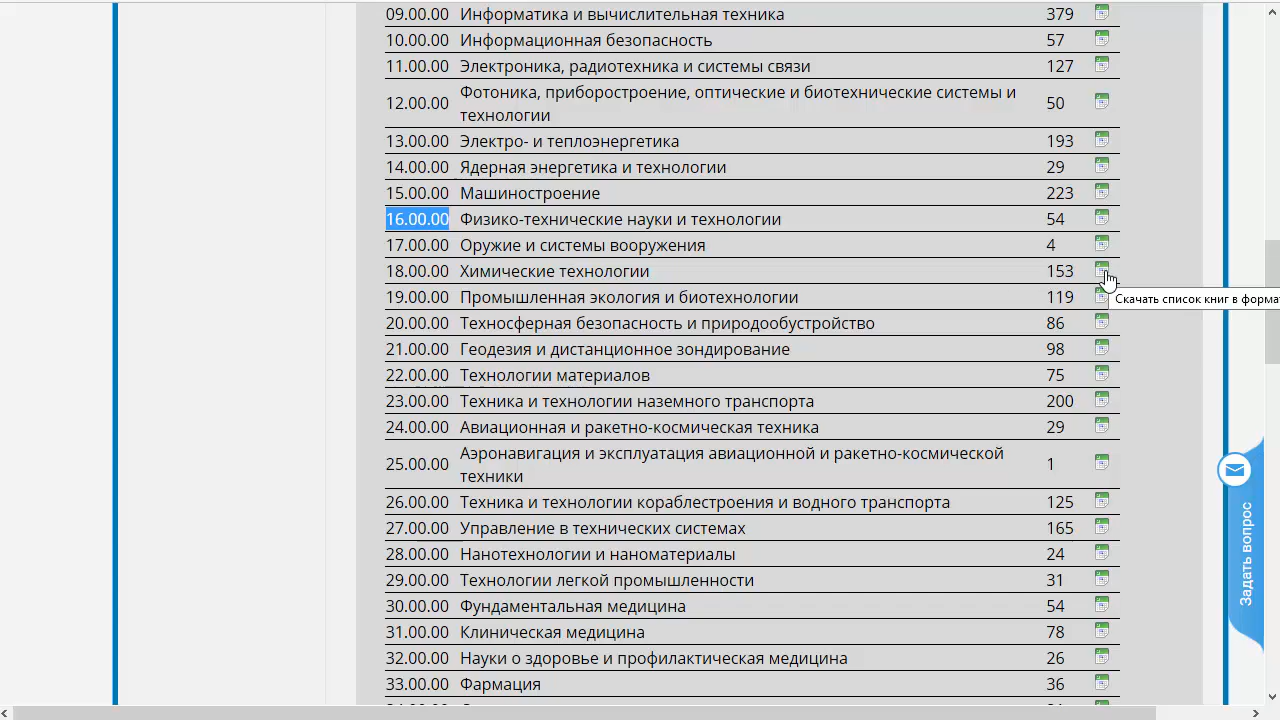 09.00.00 Информатика и вычислительная техника 379
10.00.00 Информационная безопасность 57
11.00.00 Электроника, радиотехника и системы связи 127
12.00.00 Фотоника, приборостроение, оптические и биотехнические системы и 50
технологии
13.00.00 Электро- и теплоэнергетика 193
14.00.00 Ядерная энергетика и технологии 29
15.00.00 Машиностроение 223
16.00.00 Физико-технические науки и технологии 54
17.00.00 Оружие и системы вооружения 4
18.00.00 Химические технологии 153
19.00.00 Промышленная экология и биотехнологии 119
Скачать список книг в форма
20.00.00 Техносферная безопасность и природообустройство 86
21.00.00 Геодезия и дистанционное зондирование 98
22.00.00 Технологии материалов 75
23.00.00 Техника и технологии наземного транспорта 200
24.00.00 Авиационная и ракетно-космическая техника 29
25.00.00 Аэронавигация и эксплуатация авиационной и ракетно-космической 1
техники
26.00.00 Техника и технологии кораблестроения и водного транспорта 125
27.00.00 Управление в технических системах 165
28.00.00 Нанотехнологии и наноматериалы 24
29.00.00 Технологии легкой промышленности 31
30.00.00 Фундаментальная медицина 54
31.00.00 Клиническая медицина 78
32.00.00 Науки о здоровье и профилактическая медицина 26
33.00.00 Фармация 36
Задать вопрос